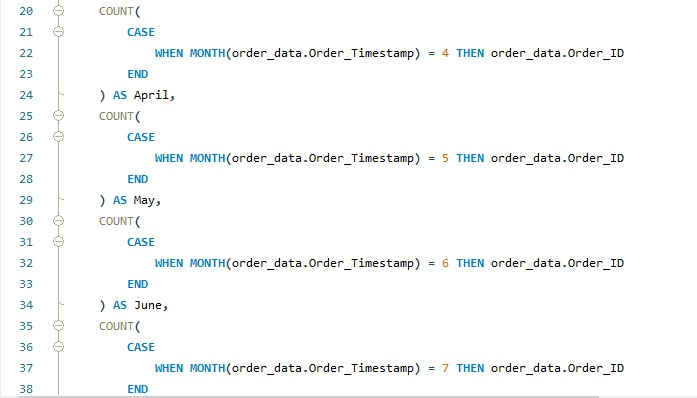 20 COUNT(
21 CASE
22 WHEN MONTH(order_data.Order_Timestamp) = 4 THEN order_data.Order_ID
23 END
24 ) AS April,
25 COUNT(
26 CASE
27 WHEN MONTH(order_data.Order_Timestamp) = 5 THEN order_data.Order_ID
28 END
29 ) AS May,
30 COUNT(
31 CASE
32 WHEN MONTH(order_data.Order_Timestamp) = 6 THEN order_data.Order_ID
33 END
34 ) AS June,
35 COUNT(
36 CASE
37 WHEN MONTH(order_data.Order_Timestamp) = 7 THEN order_data.Order_ID
38 END